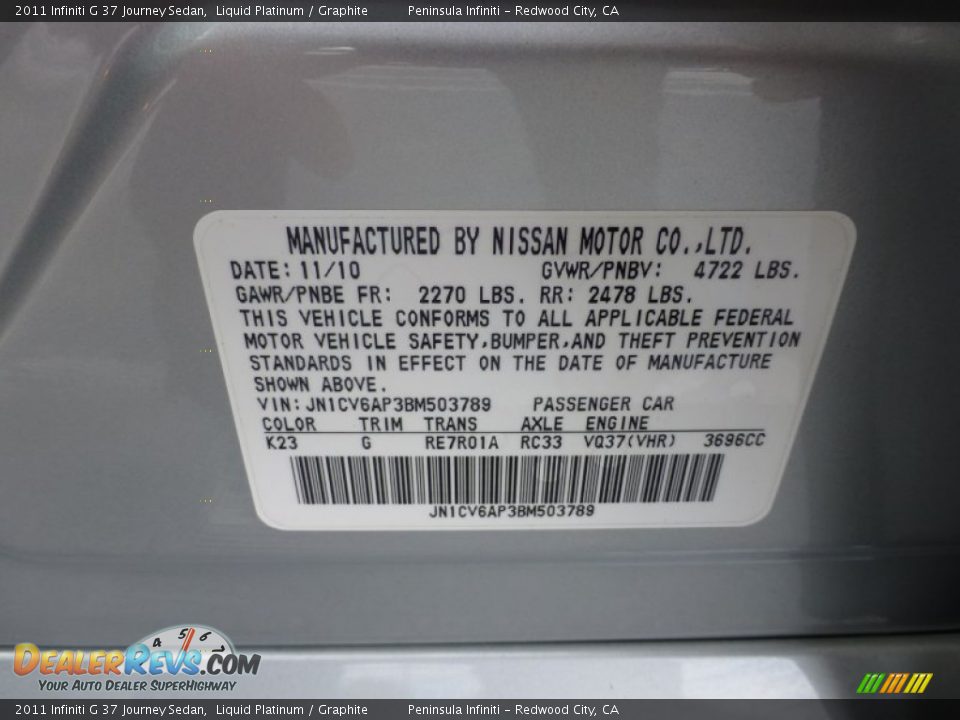 2011 Infiniti G 37 Journey Sedan, Liquid Platinum / Graphite Peninsula Infiniti - Redwood City, CA
MANUFACTURED BY NISSAN MOTOR CO.,LTD.
DATE: 11/10 GVWR/PNBV: 4722 LBS.
GAWR/PNBE FR: 2270 LBS. RR: 2478 LBS.
THIS VEHICLE CONFORMS TO ALL APPLICABLE FEDERAL
MOTOR VEHICLE SAFETY,BUMPER,AND THEFT PREVENTION
STANDARDS IN EFFECT ON THE DATE OF MANUFACTURE
SHOWN ABOVE.
VIN: JN1CV6AP3BM503789 PASSENGER CAR
COLOR TRIM TRANS AXLE ENGINE
K23 G RE7R01A RC33 VQ37(VHR) 3696CC
JN1CV6AP3BM503789
4 5 6
DEALERREVS.COM
YOUR AUTO DEALER SUPERHIGHWAY
2011 Infiniti G 37 Journey Sedan, Liquid Platinum / Graphite Peninsula Infiniti - Redwood City, CA